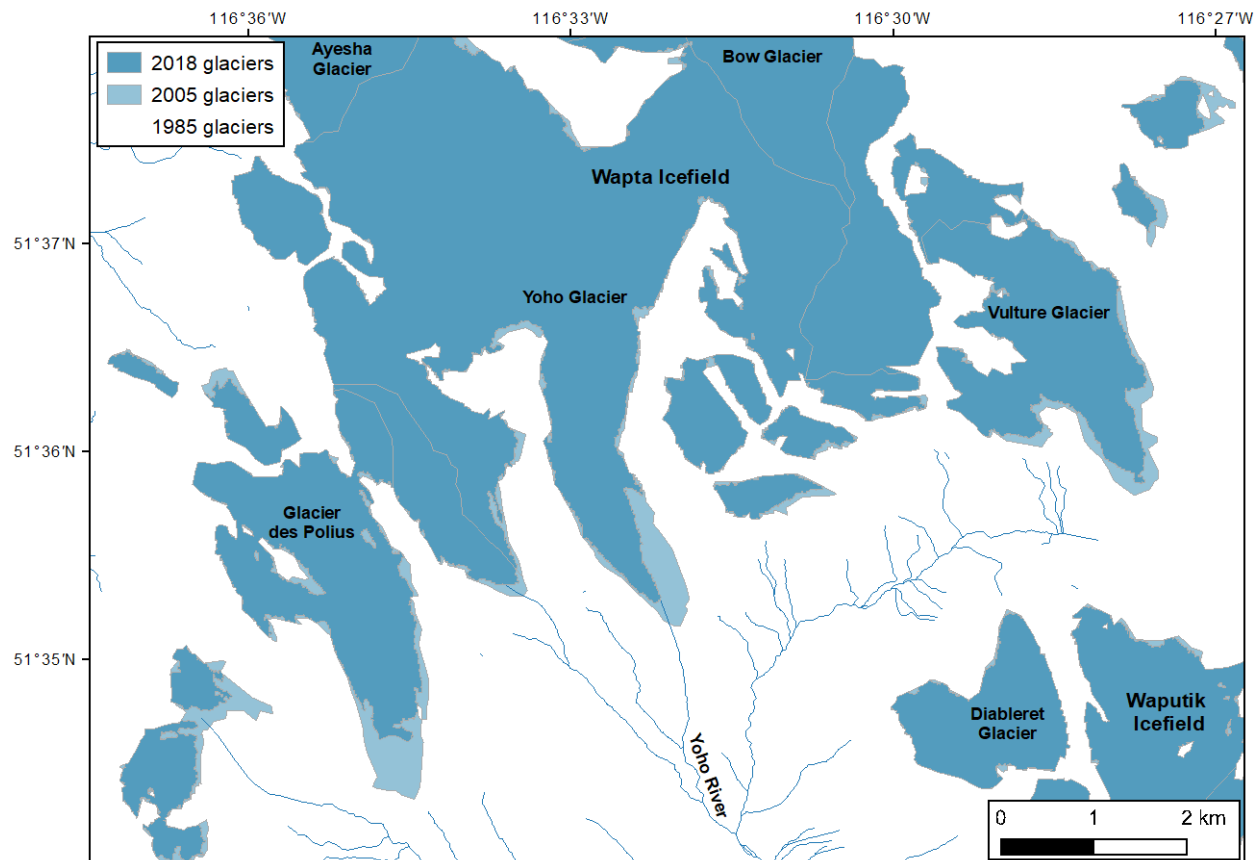 116°36'W 116°33'W 116°30'W 116°27'W
2018 glaciers
2005 glaciers
1985 glaciers
Ayesha
Glacier
Bow Glacier
Wapta Icefield
51°37'N
Yoho Glacier
Vulture Glacier
51°36'N
Glacier
des Polius
51°35'N
Diableret
Glacier
Waputik
Icefield
Yoho River
0 1 2 km